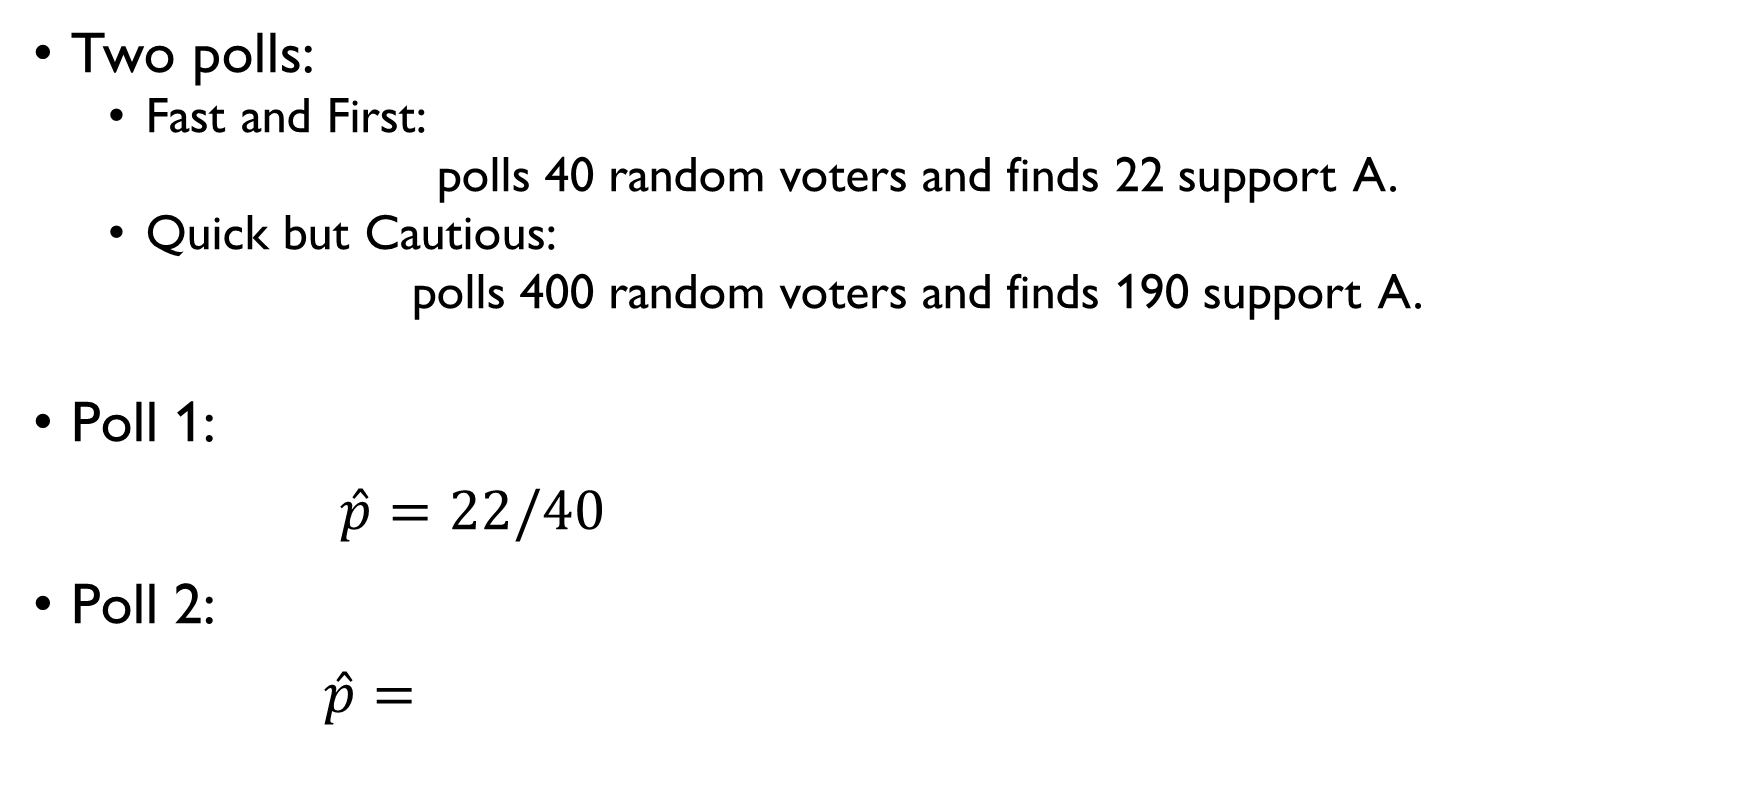 • Two polls:
• Fast and First:
polls 40 random voters and finds 22 support A.
• Quick but Cautious:
polls 400 random voters and finds 190 support A.
• Poll 1:
p̂ = 22/40
• Poll 2:
p̂ =